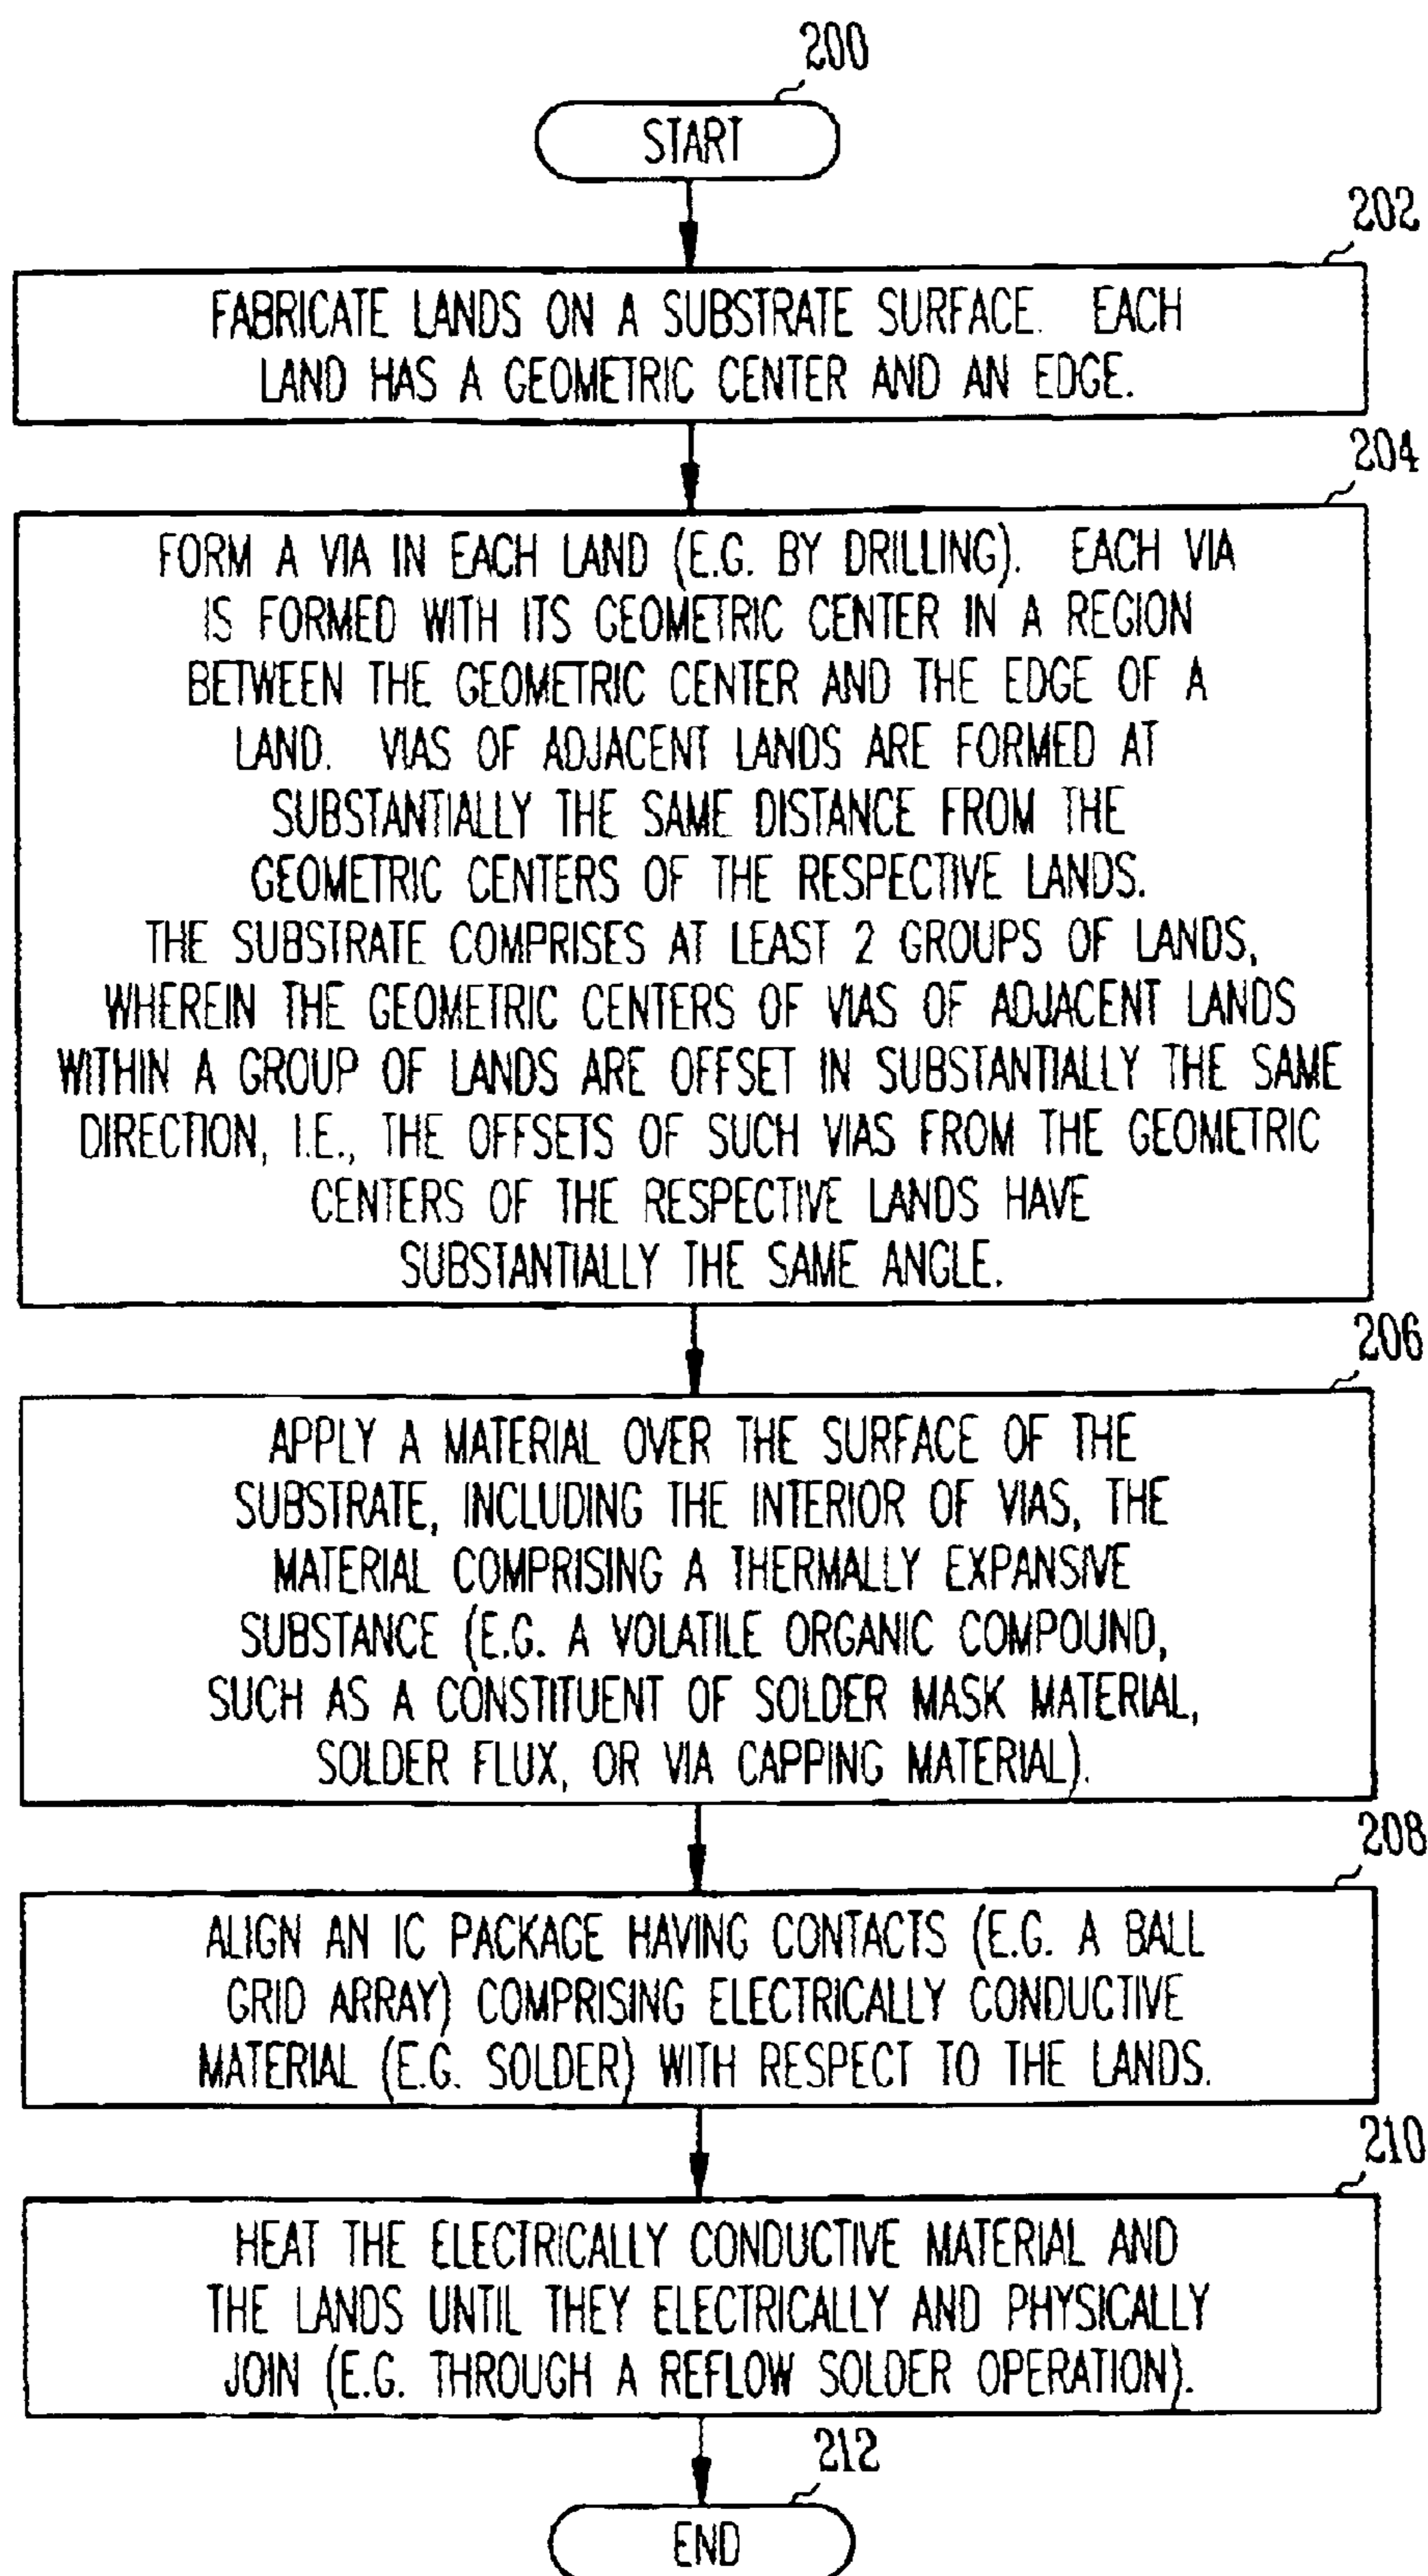 200
START
202
FABRICATE LANDS ON A SUBSTRATE SURFACE. EACH
LAND HAS A GEOMETRIC CENTER AND AN EDGE.
204
FORM A VIA IN EACH LAND (E.G. BY DRILLING). EACH VIA
IS FORMED WITH ITS GEOMETRIC CENTER IN A REGION
BETWEEN THE GEOMETRIC CENTER AND THE EDGE OF A
LAND. VIAS OF ADJACENT LANDS ARE FORMED AT
SUBSTANTIALLY THE SAME DISTANCE FROM THE
GEOMETRIC CENTERS OF THE RESPECTIVE LANDS.
THE SUBSTRATE COMPRISES AT LEAST 2 GROUPS OF LANDS,
WHEREIN THE GEOMETRIC CENTERS OF VIAS OF ADJACENT LANDS
WITHIN A GROUP OF LANDS ARE OFFSET IN SUBSTANTIALLY THE SAME
DIRECTION, I.E., THE OFFSETS OF SUCH VIAS FROM THE GEOMETRIC
CENTERS OF THE RESPECTIVE LANDS HAVE
SUBSTANTIALLY THE SAME ANGLE.
206
APPLY A MATERIAL OVER THE SURFACE OF THE
SUBSTRATE, INCLUDING THE INTERIOR OF VIAS, THE
MATERIAL COMPRISING A THERMALLY EXPANSIVE
SUBSTANCE (E.G. A VOLATILE ORGANIC COMPOUND,
SUCH AS A CONSTITUENT OF SOLDER MASK MATERIAL,
SOLDER FLUX, OR VIA CAPPING MATERIAL).
208
ALIGN AN IC PACKAGE HAVING CONTACTS (E.G. A BALL
GRID ARRAY) COMPRISING ELECTRICALLY CONDUCTIVE
MATERIAL (E.G. SOLDER) WITH RESPECT TO THE LANDS.
210
HEAT THE ELECTRICALLY CONDUCTIVE MATERIAL AND
THE LANDS UNTIL THEY ELECTRICALLY AND PHYSICALLY
JOIN (E.G. THROUGH A REFLOW SOLDER OPERATION).
212
END